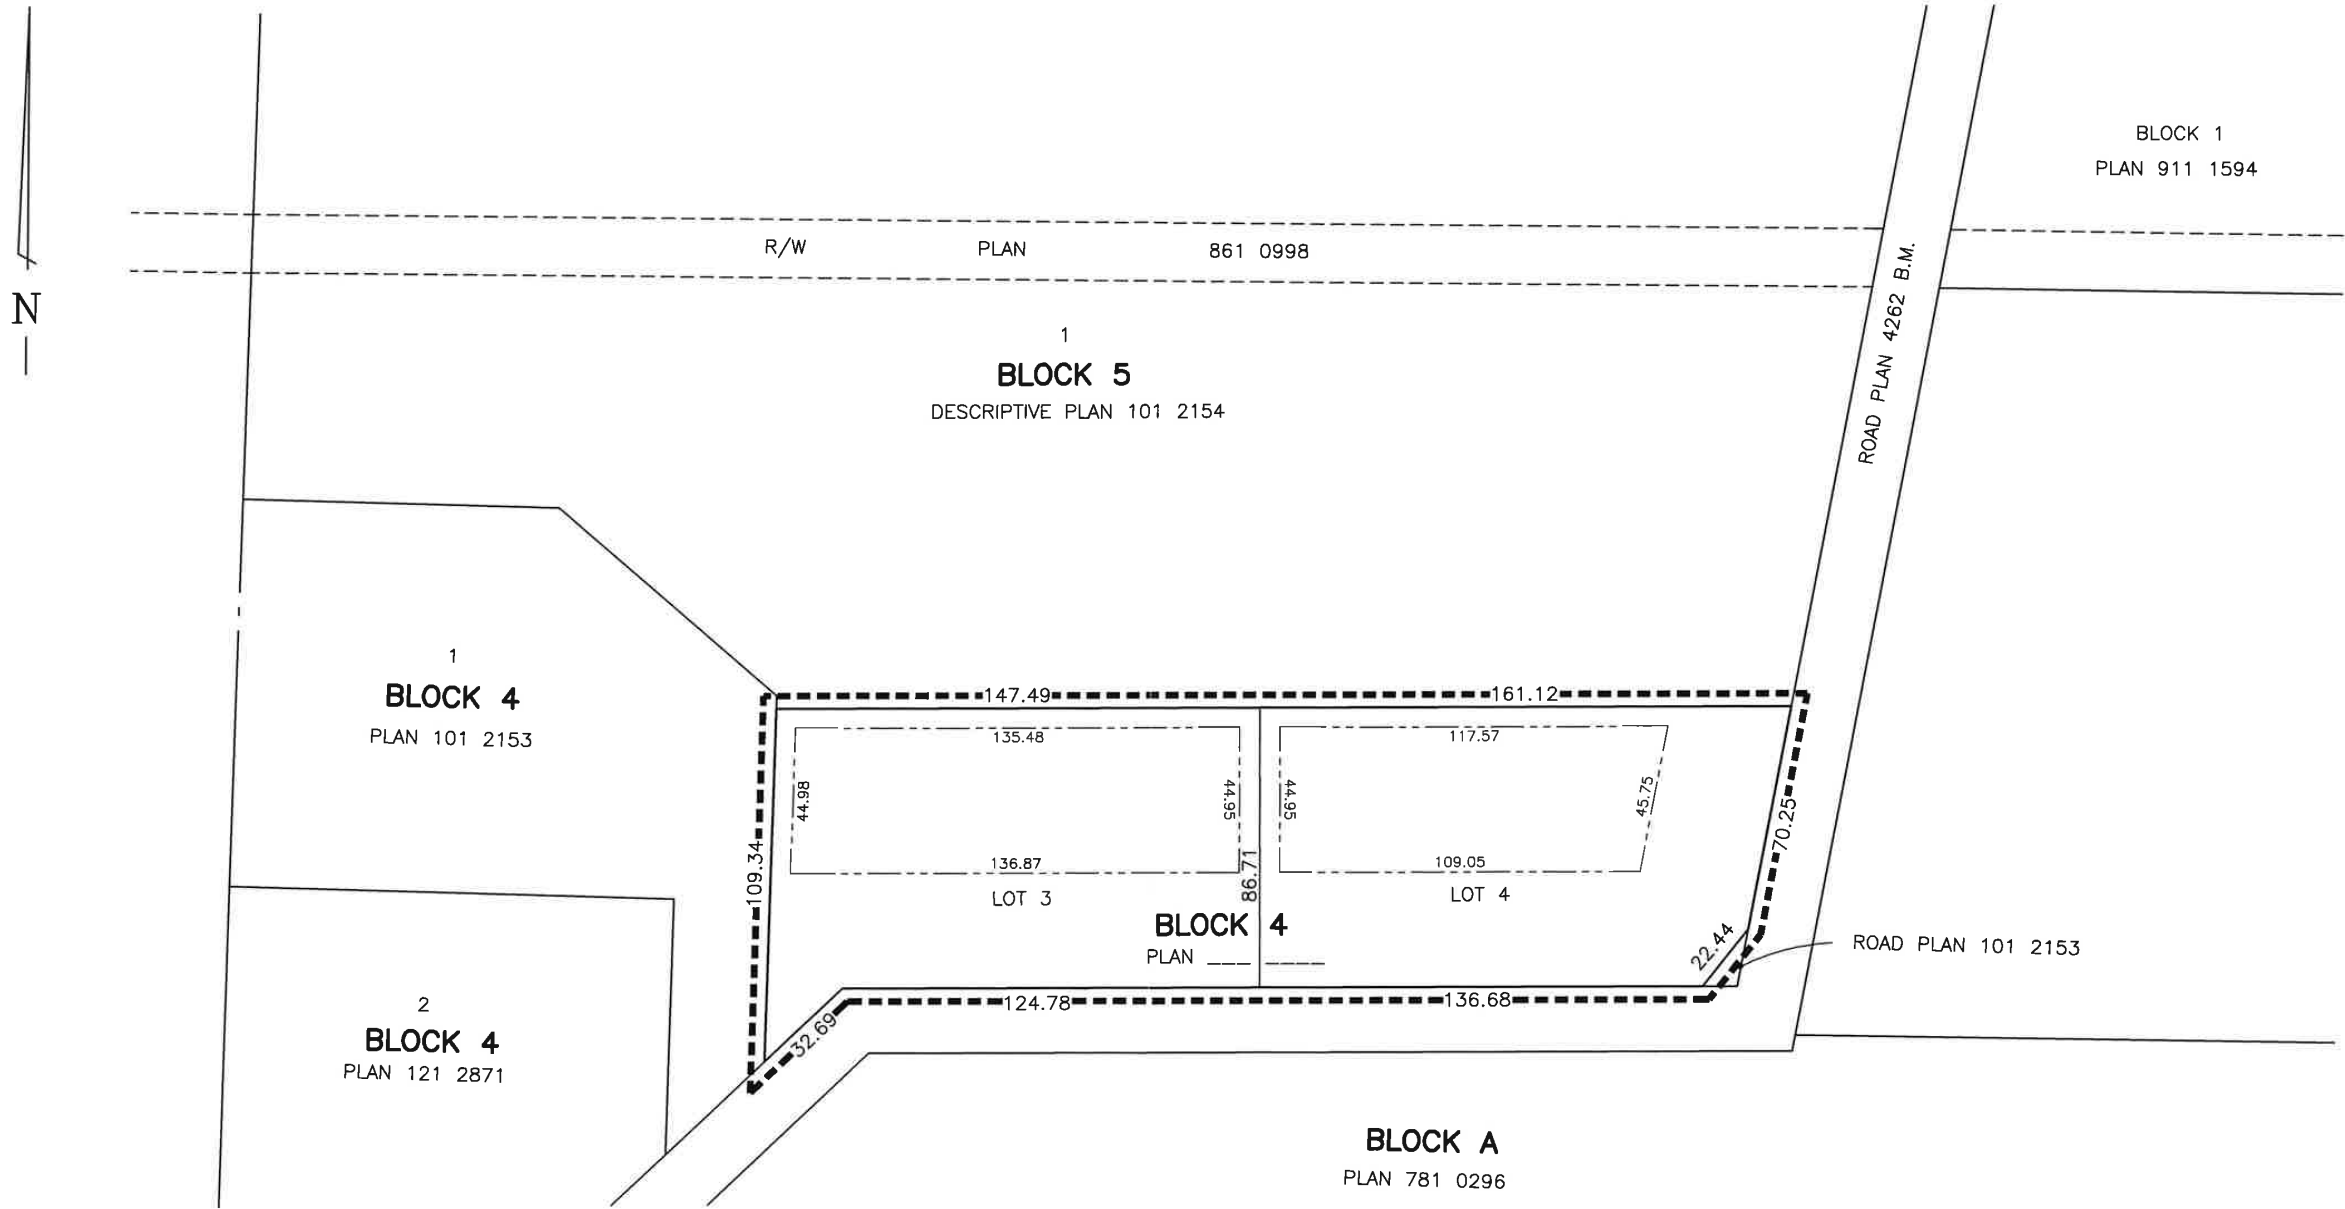 BLOCK 1
PLAN 911 1594
N
R/W PLAN 861 0998
ROAD PLAN 4262 B.M.
1
BLOCK 5
DESCRIPTIVE PLAN 101 2154
1
BLOCK 4
PLAN 101 2153
147.49
161.12
135.48
117.57
44.98
44.95
44.95
45.75
70.25
109.34
136.87
109.05
86.71
LOT 3
LOT 4
BLOCK 4
PLAN ___ ____
22.44
ROAD PLAN 101 2153
124.78
136.68
32.69
2
BLOCK 4
PLAN 121 2871
BLOCK A
PLAN 781 0296